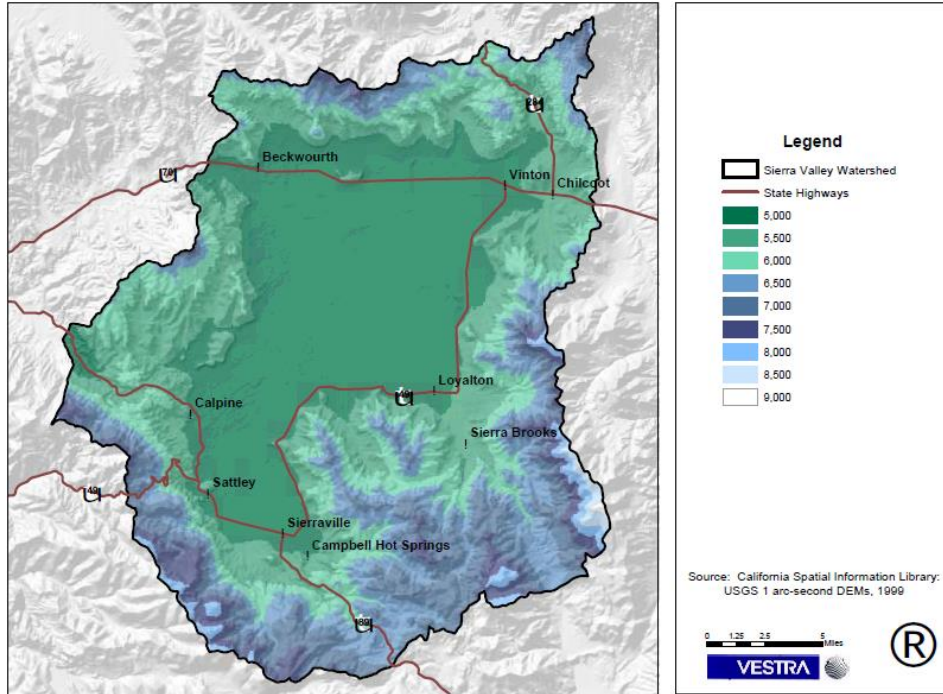 284
70
Beckwourth
Vinton
Chilcoot
Loyalton
49
Calpine
Sierra Brooks
Sattley
49
Sierraville
Campbell Hot Springs
89
Legend
Sierra Valley Watershed
State Highways
5,000
5,500
6,000
6,500
7,000
7,500
8,000
8,500
9,000
Source: California Spatial Information Library:
USGS 1 arc-second DEMs, 1999
0 1.25 2.5 5
Miles
VESTRA
®